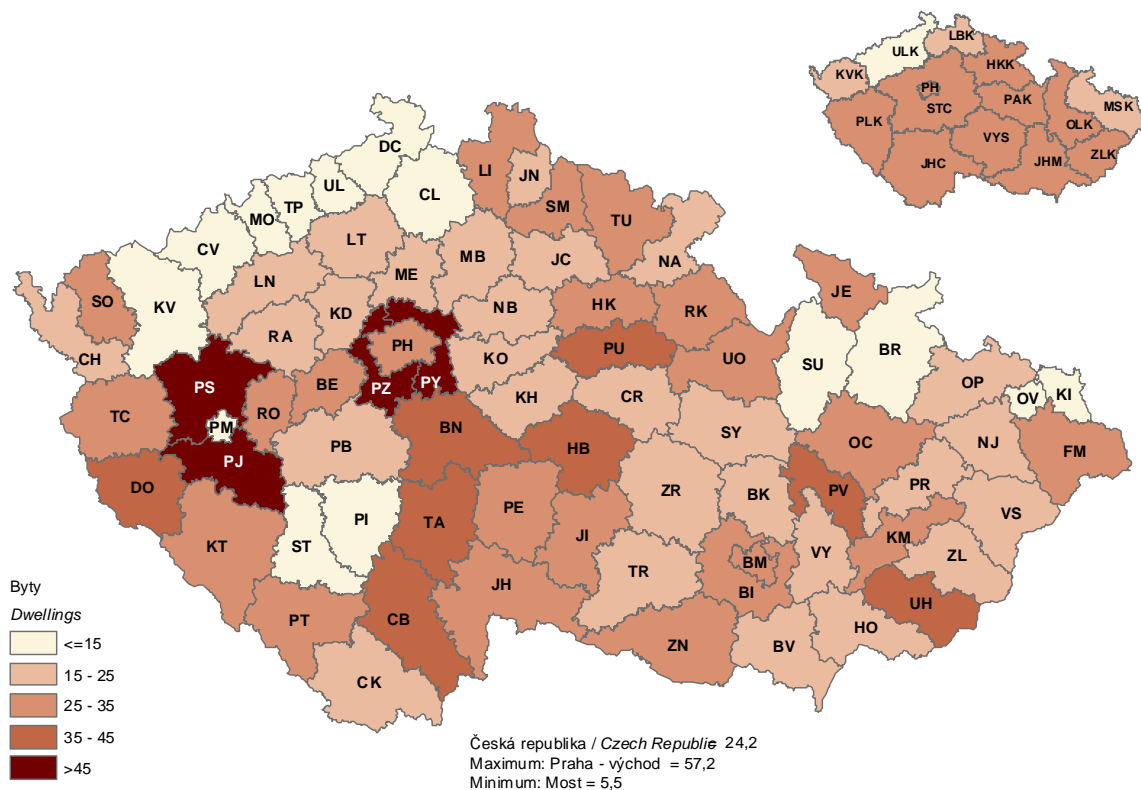 ULK
LBK
KVK
HKK
PH
STC
PAK
MSK
PLK
OLK
VYS
JHC
JHM
ZLK
DC
LI
JN
UL
CL
SM
TP
MO
TU
CV
LT
MB
JC
NA
ME
LN
SO
KV
JE
KD
NB
HK
RK
RA
PH
PU
CH
KO
UO
SU
BR
OP
PS
BE
PZ
PY
KH
CR
OV
KI
TC
RO
PM
BN
SY
OC
NJ
FM
PB
HB
PJ
PR
DO
ZR
BK
PV
PE
VS
TA
PI
ST
KT
JI
KM
ZL
BM
VY
TR
JH
BI
UH
PT
CB
HO
ZN
BV
CK
Byty
Dwellings
<=15
15 - 25
25 - 35
35 - 45
>45
Česká republika / Czech Republic = 24,2
Maximum: Praha - východ = 57,2
Minimum: Most = 5,5